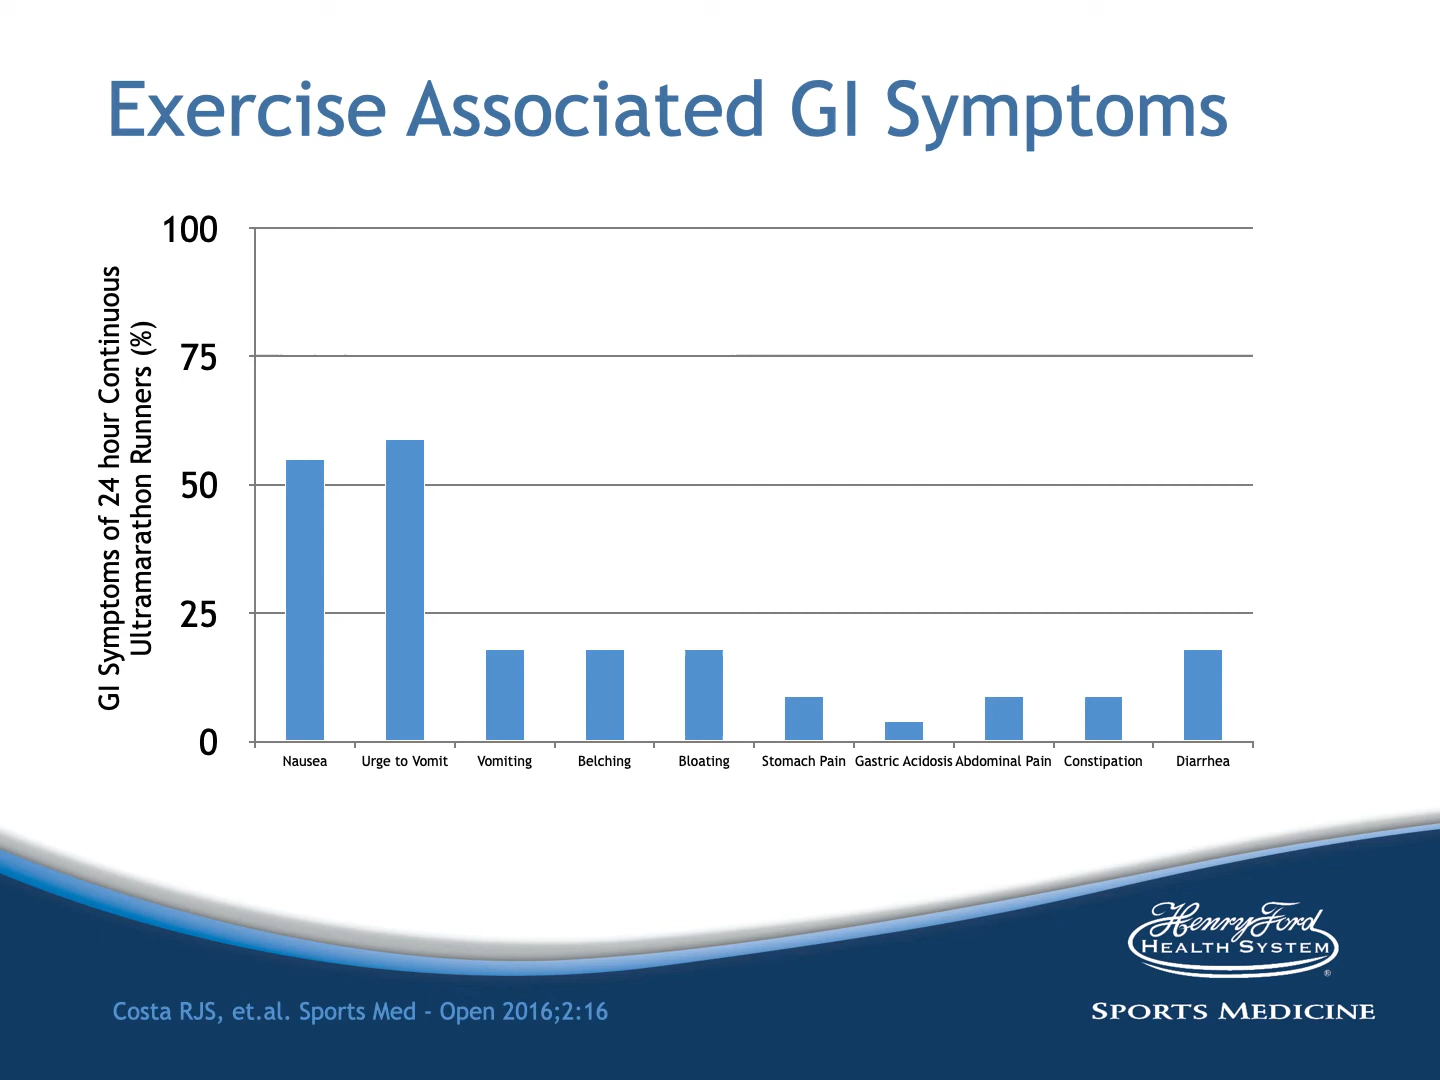 Exercise Associated GI Symptoms
GI Symptoms of 24 hour Continuous
Ultramarathon Runners (%)
100
75
50
25
0
Nausea
Urge to Vomit
Vomiting
Belching
Bloating
Stomach Pain
Gastric Acidosis
Abdominal Pain
Constipation
Diarrhea
Henry Ford
HEALTH SYSTEM
®
SPORTS MEDICINE
Costa RJS, et.al. Sports Med - Open 2016;2:16